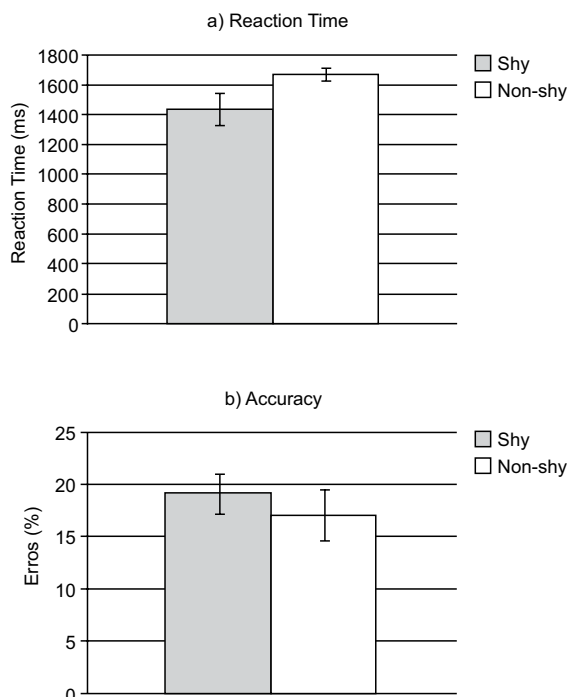 a) Reaction Time
Reaction Time (ms)
1800
1600
1400
1200
1000
800
600
400
200
0
Shy
Non-shy
b) Accuracy
Erros (%)
25
20
15
10
5
0
Shy
Non-shy